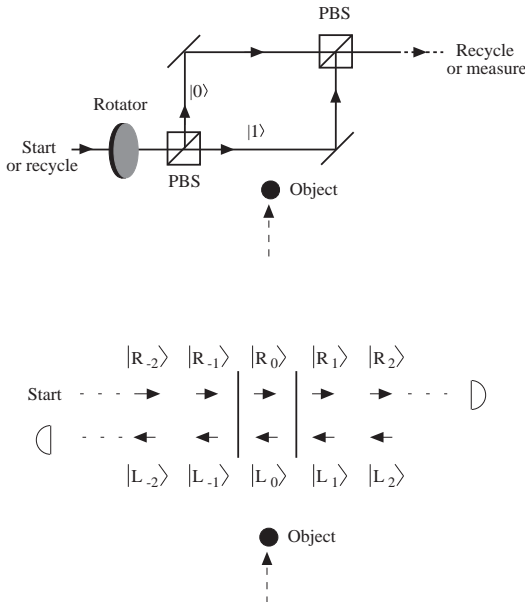 PBS
Recycle
or measure
|0⟩
Rotator
|1⟩
Start
or recycle
PBS
Object
|R₋₂⟩ |R₋₁⟩ |R₀⟩ |R₁⟩ |R₂⟩
Start
|L₋₂⟩ |L₋₁⟩ |L₀⟩ |L₁⟩ |L₂⟩
Object